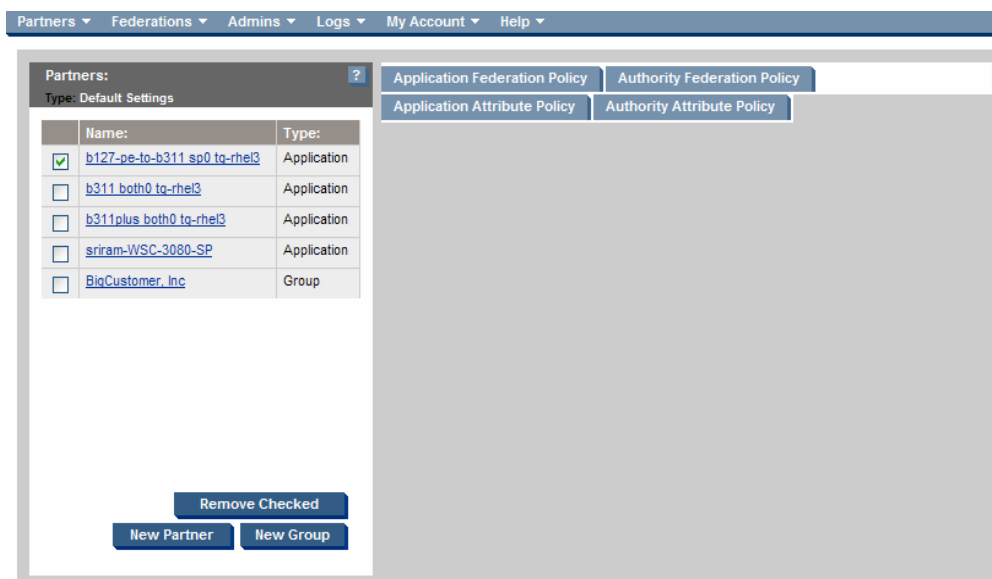 Partners Federations Admins Logs My Account Help
Partners: ?
Type: Default Settings
Application Federation Policy Authority Federation Policy
Application Attribute Policy Authority Attribute Policy
Name: Type:
b127-pe-to-b311 sp0 tq-rhel3 Application
b311 both0 tq-rhel3 Application
b311plus both0 tq-rhel3 Application
sriram-WSC-3080-SP Application
BigCustomer, Inc Group
Remove Checked
New Partner New Group